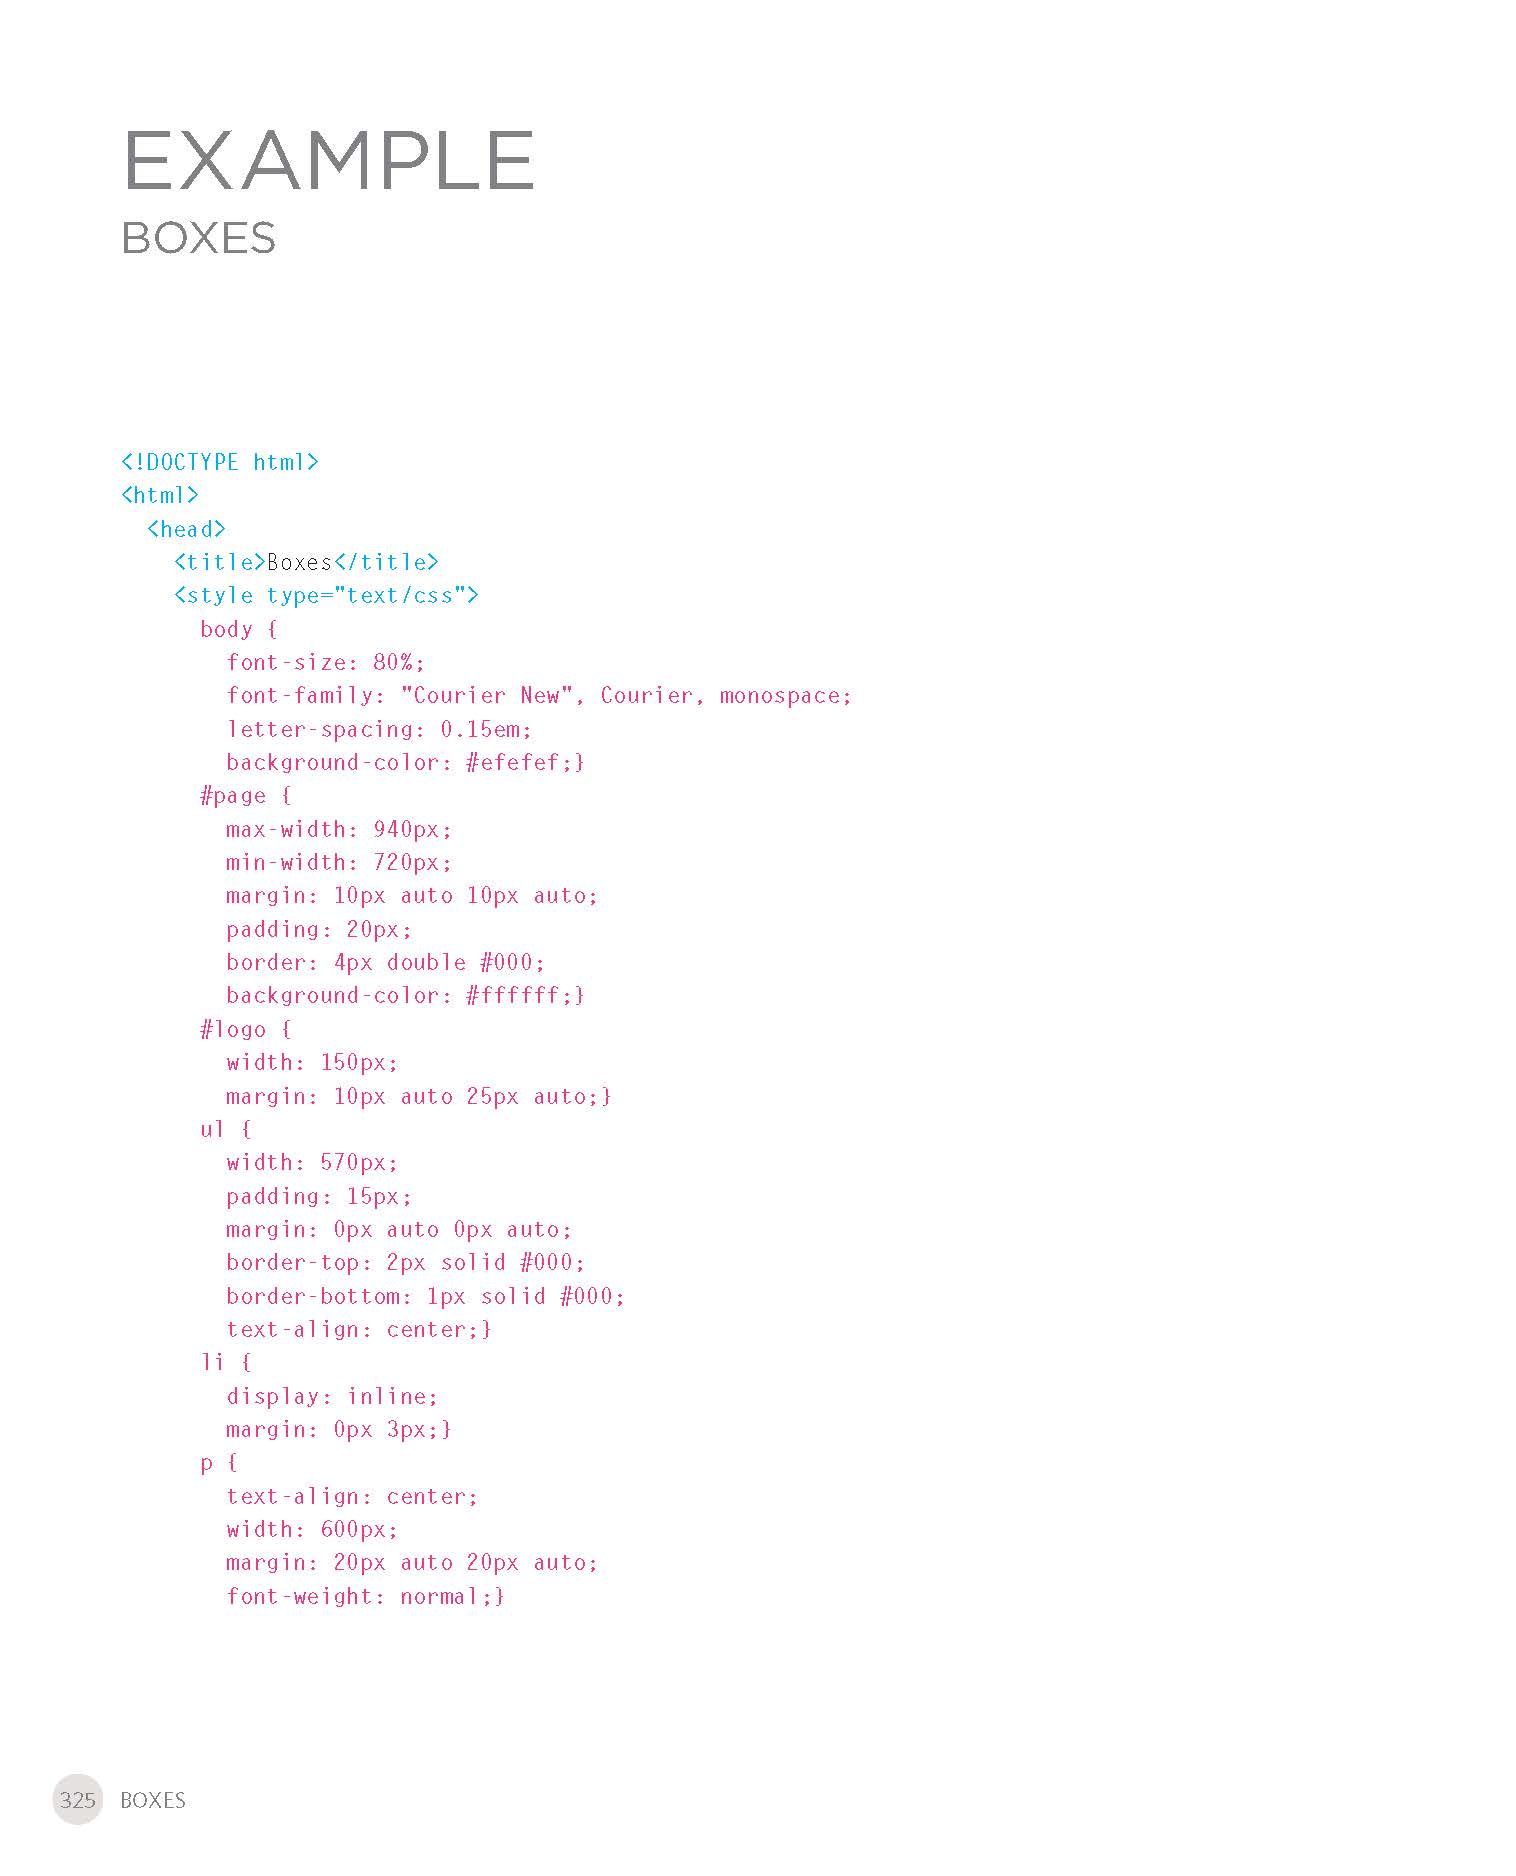 EXAMPLE
BOXES
<!DOCTYPE html>
<html>
  <head>
    <title>Boxes</title>
    <style type="text/css">
      body {
        font-size: 80%;
        font-family: "Courier New", Courier, monospace;
        letter-spacing: 0.15em;
        background-color: #efefef;}
      #page {
        max-width: 940px;
        min-width: 720px;
        margin: 10px auto 10px auto;
        padding: 20px;
        border: 4px double #000;
        background-color: #ffffff;}
      #logo {
        width: 150px;
        margin: 10px auto 25px auto;}
      ul {
        width: 570px;
        padding: 15px;
        margin: 0px auto 0px auto;
        border-top: 2px solid #000;
        border-bottom: 1px solid #000;
        text-align: center;}
      li {
        display: inline;
        margin: 0px 3px;}
      p {
        text-align: center;
        width: 600px;
        margin: 20px auto 20px auto;
        font-weight: normal;}
325 BOXES